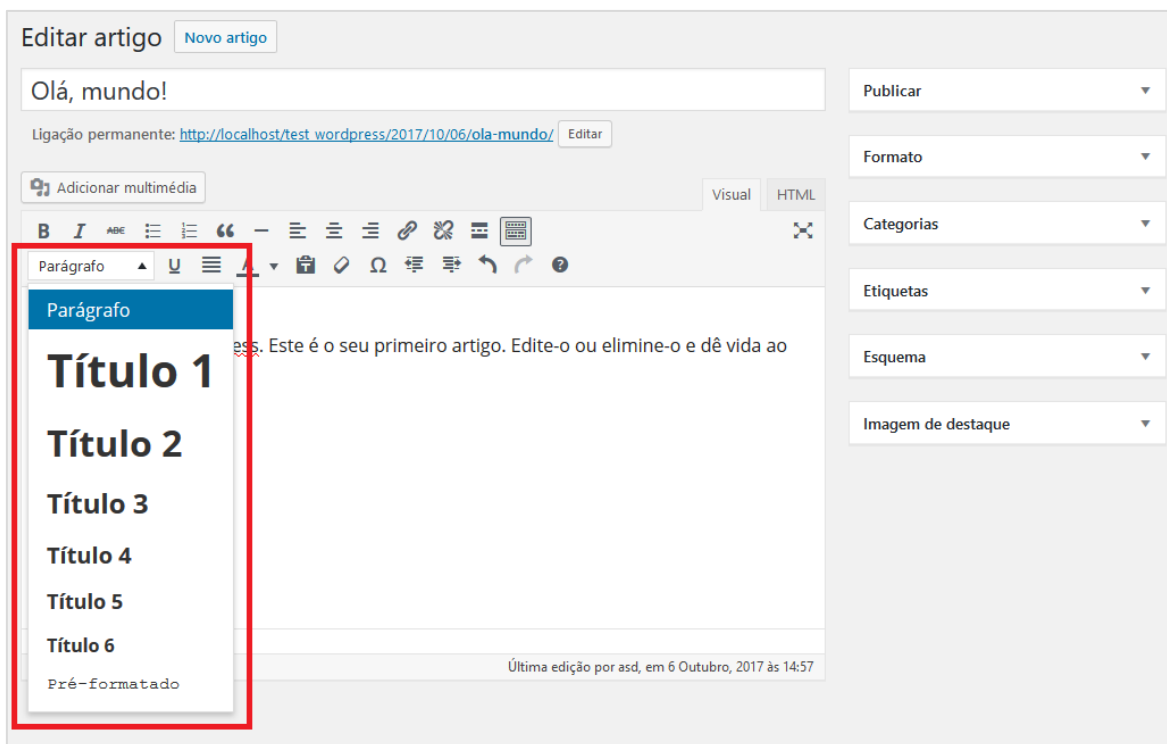 Editar artigo Novo artigo
Olá, mundo!
Ligação permanente: http://localhost/test_wordpress/2017/10/06/ola-mundo/ Editar
Adicionar multimédia
Visual HTML
B I ABE
Parágrafo U A Ω
Parágrafo
ess. Este é o seu primeiro artigo. Edite-o ou elimine-o e dê vida ao
Título 1
Título 2
Título 3
Título 4
Título 5
Título 6
Pré-formatado
Última edição por asd, em 6 Outubro, 2017 às 14:57
Publicar
Formato
Categorias
Etiquetas
Esquema
Imagem de destaque